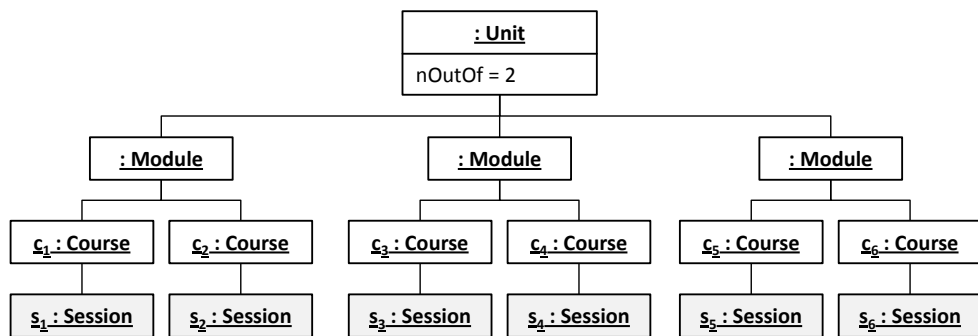 : Unit
nOutOf = 2
: Module : Module : Module
c₁ : Course c₂ : Course c₃ : Course c₄ : Course c₅ : Course c₆ : Course
s₁ : Session s₂ : Session s₃ : Session s₄ : Session s₅ : Session s₆ : Session